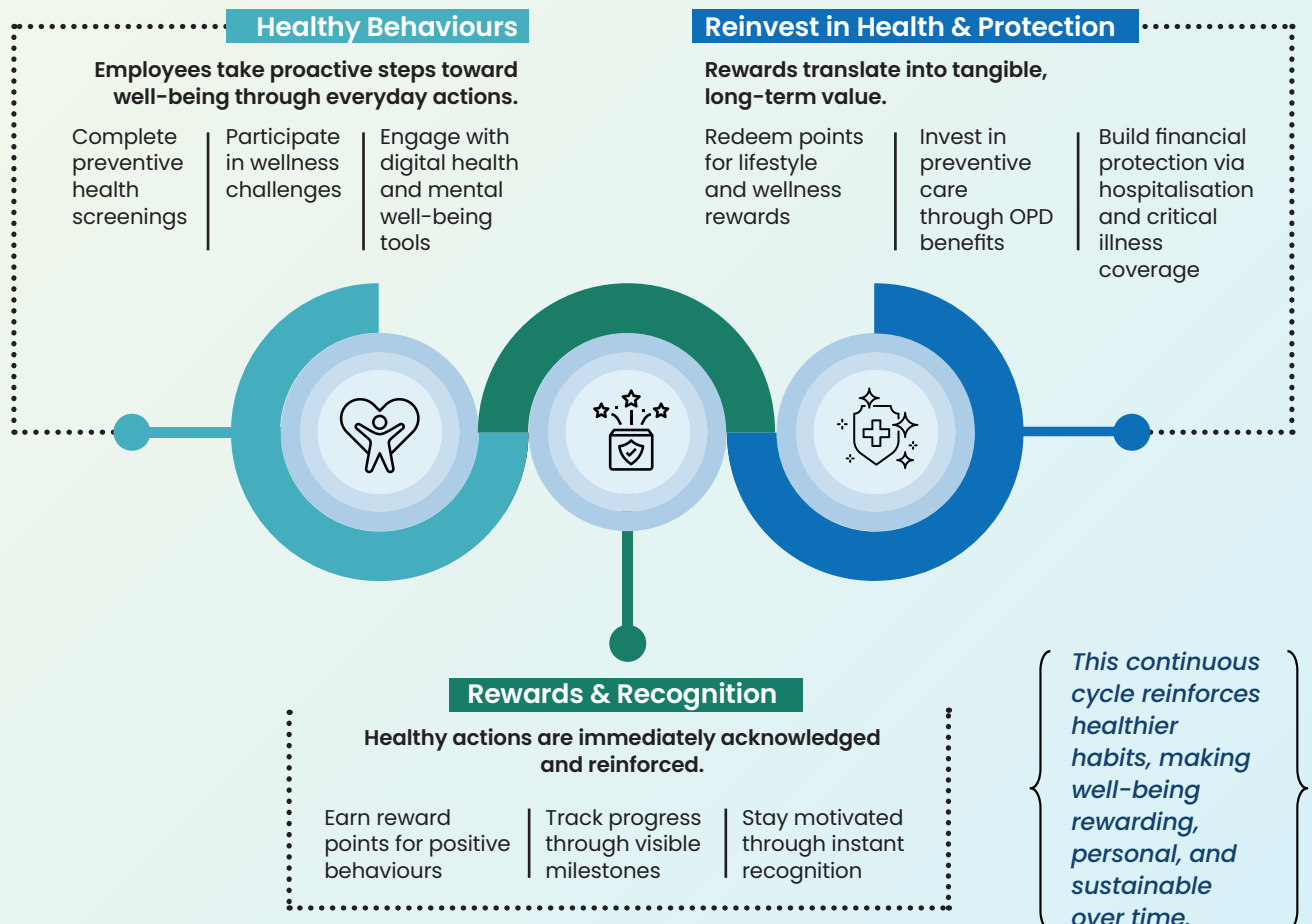 Healthy Behaviours
Employees take proactive steps toward
well-being through everyday actions.
Complete
preventive
health
screenings
Participate
in wellness
challenges
Engage with
digital health
and mental
well-being
tools
Reinvest in Health & Protection
Rewards translate into tangible,
long-term value.
Redeem points
for lifestyle
and wellness
rewards
Invest in
preventive
care
through OPD
benefits
Build financial
protection via
hospitalisation
and critical
illness
coverage
Rewards & Recognition
Healthy actions are immediately acknowledged
and reinforced.
Earn reward
points for positive
behaviours
Track progress
through visible
milestones
Stay motivated
through instant
recognition
This continuous
cycle reinforces
healthier
habits, making
well-being
rewarding,
personal, and
sustainable
over time.